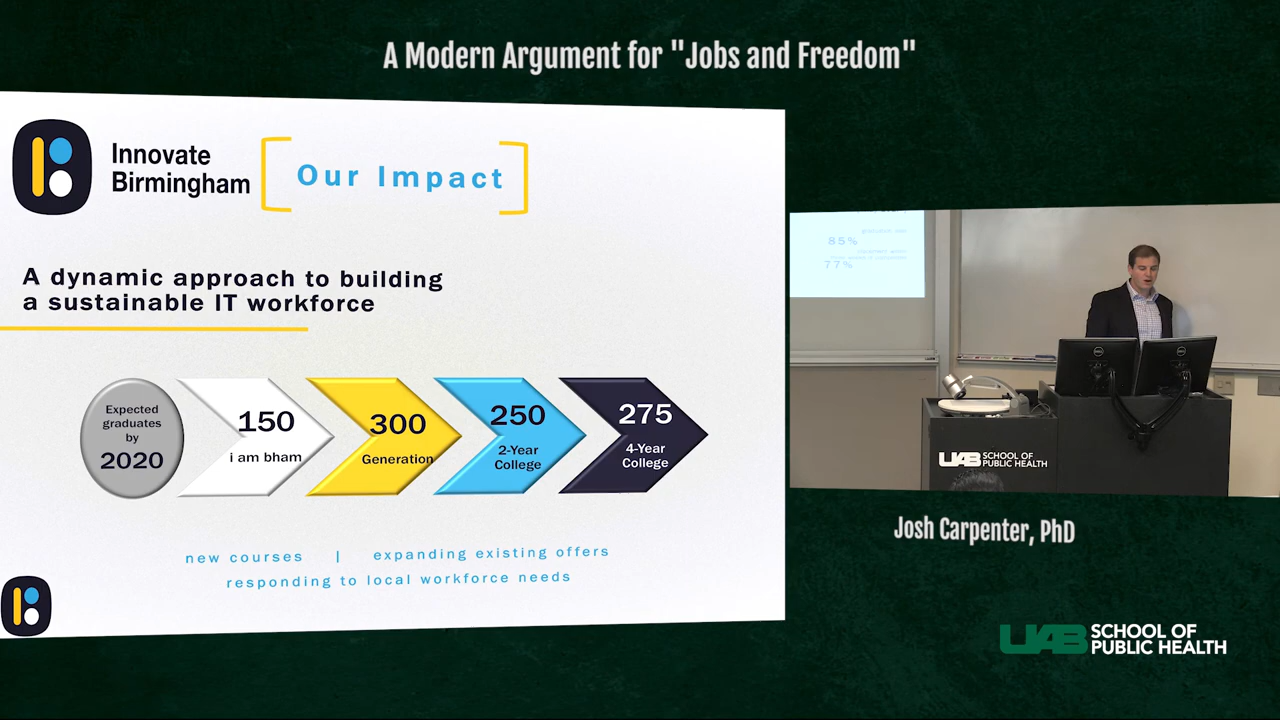 A Modern Argument for "Jobs and Freedom"
Innovate
Birmingham
Our Impact
A dynamic approach to building
a sustainable IT workforce
Expected
graduates
by
2020
150
i am bham
300
Generation
250
2-Year
College
275
4-Year
College
new courses | expanding existing offers
responding to local workforce needs
85%
77%
DELL
DELL
UAB SCHOOL OF
PUBLIC HEALTH
Josh Carpenter, PhD
UAB SCHOOL OF
PUBLIC HEALTH